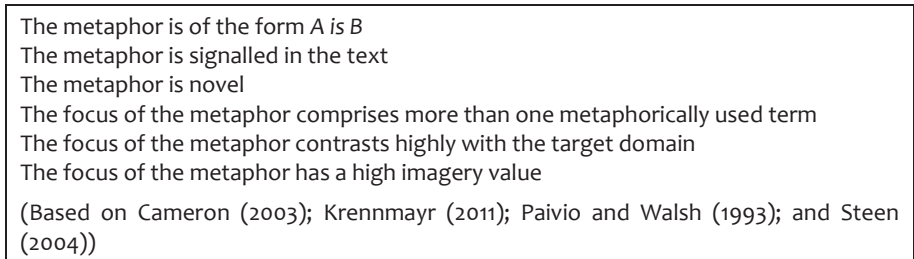 The metaphor is of the form A is B
The metaphor is signalled in the text
The metaphor is novel
The focus of the metaphor comprises more than one metaphorically used term
The focus of the metaphor contrasts highly with the target domain
The focus of the metaphor has a high imagery value
(Based on Cameron (2003); Krennmayr (2011); Paivio and Walsh (1993); and Steen
(2004))